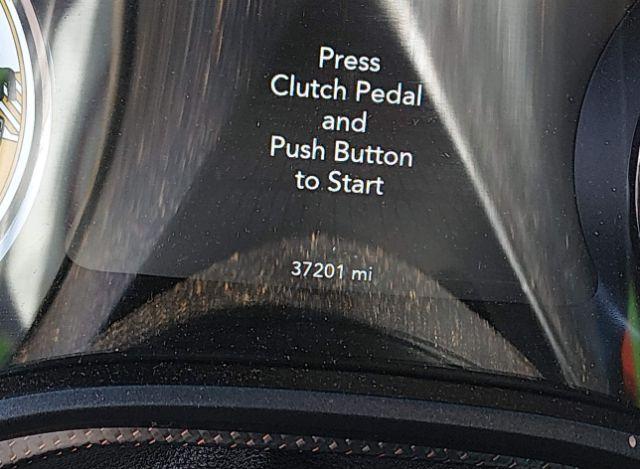 Press
Clutch Pedal
and
Push Button
to Start
37201 mi